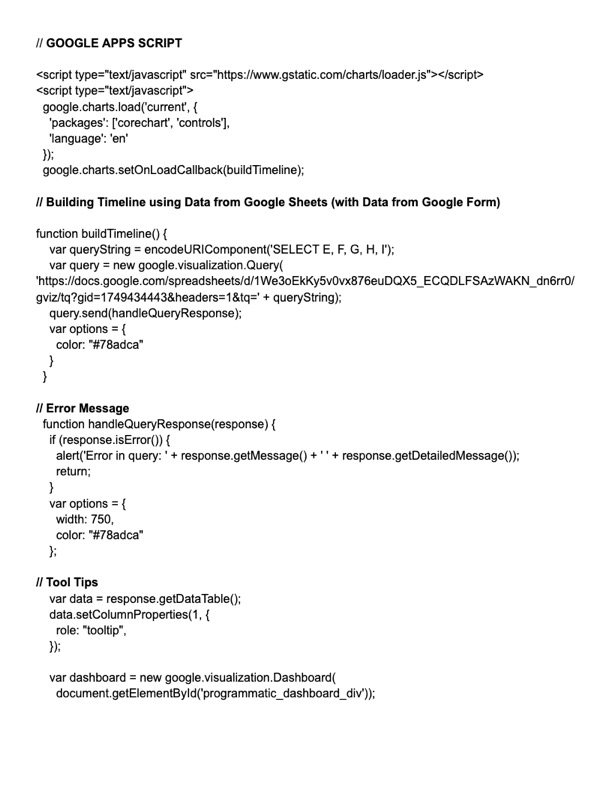 // GOOGLE APPS SCRIPT
<script type="text/javascript" src="https://www.gstatic.com/charts/loader.js"></script>
<script type="text/javascript">
google.charts.load('current', {
'packages': ['corechart', 'controls'],
'language': 'en'
});
google.charts.setOnLoadCallback(buildTimeline);
// Building Timeline using Data from Google Sheets (with Data from Google Form)
function buildTimeline() {
var queryString = encodeURIComponent('SELECT E, F, G, H, I');
var query = new google.visualization.Query(
'https://docs.google.com/spreadsheets/d/1We3oEkKy5v0vx876euDQX5_ECQDLFSAzWAKN_dn6rr0/
gviz/tq?gid=1749434443&headers=1&tq=' + queryString);
query.send(handleQueryResponse);
var options = {
color: "#78adca"
}
}
// Error Message
function handleQueryResponse(response) {
if (response.isError()) {
alert('Error in query: ' + response.getMessage() + ' ' + response.getDetailedMessage());
return;
}
var options = {
width: 750,
color: "#78adca"
};
// Tool Tips
var data = response.getDataTable();
data.setColumnProperties(1, {
role: "tooltip",
});
var dashboard = new google.visualization.Dashboard(
document.getElementById('programmatic_dashboard_div'));